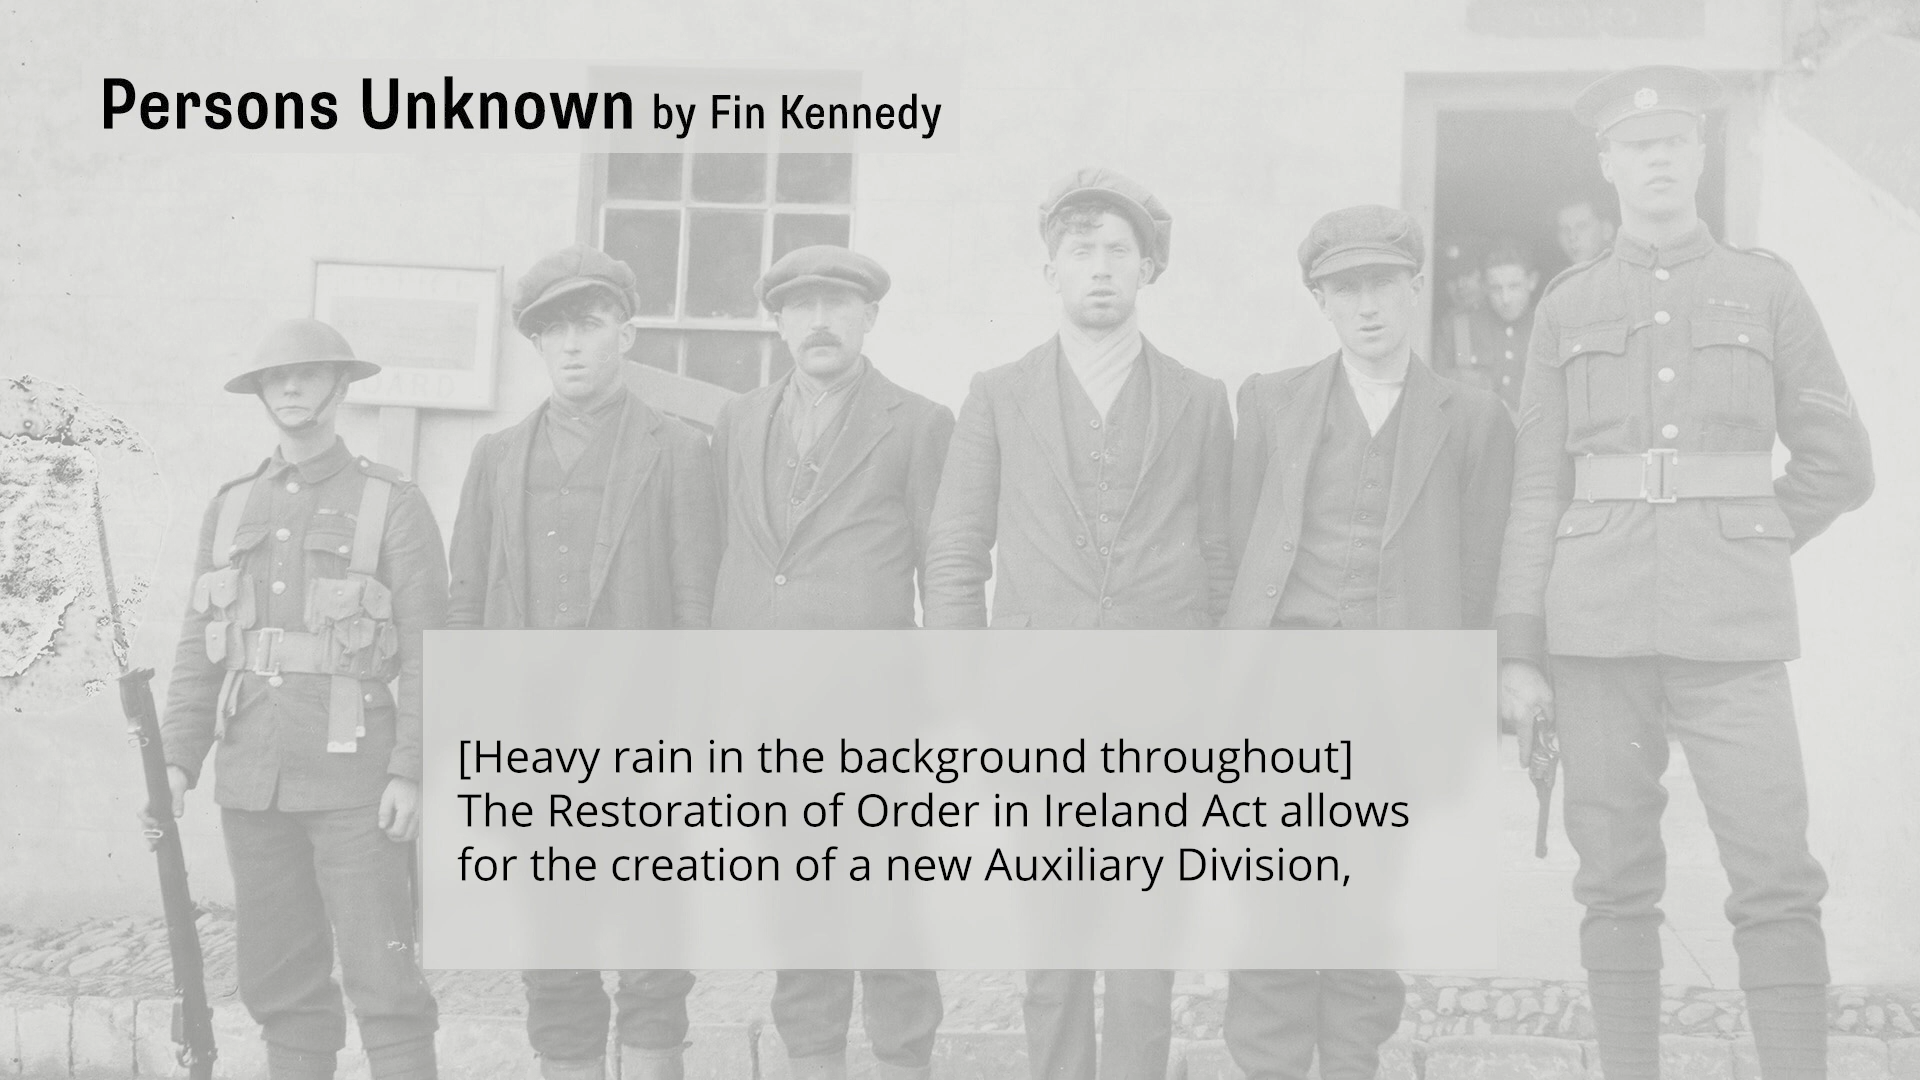 Persons Unknown by Fin Kennedy
[Heavy rain in the background throughout]
The Restoration of Order in Ireland Act allows
for the creation of a new Auxiliary Division,